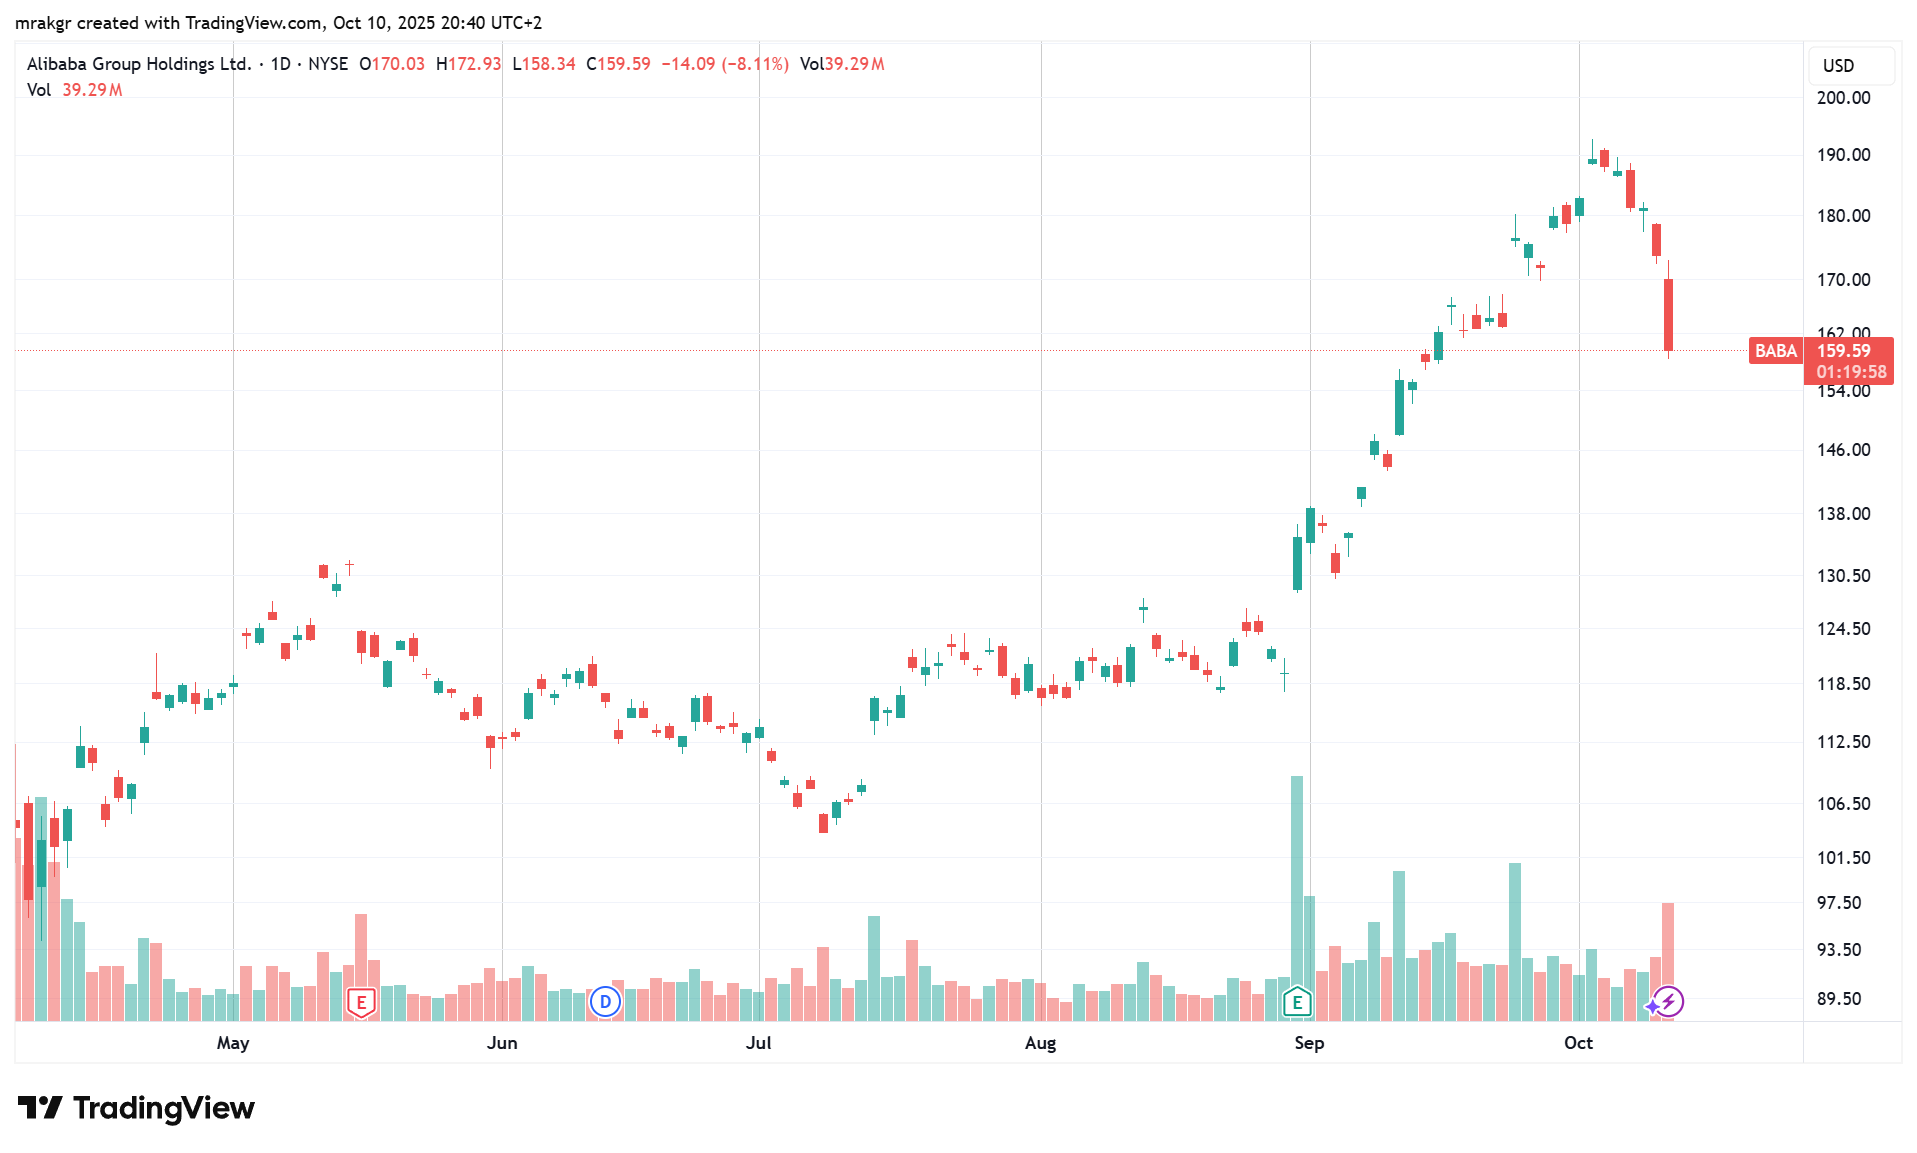 mrakgr created with TradingView.com, Oct 10, 2025 20:40 UTC+2
Alibaba Group Holdings Ltd. · 1D · NYSE O170.03 H172.93 L158.34 C159.59 −14.09 (−8.11%) Vol39.29M
Vol 39.29M
USD
200.00
190.00
180.00
170.00
162.00
BABA 159.59
01:19:58
154.00
146.00
138.00
130.50
124.50
118.50
112.50
106.50
101.50
97.50
93.50
89.50
E D E
May Jun Jul Aug Sep Oct
TradingView